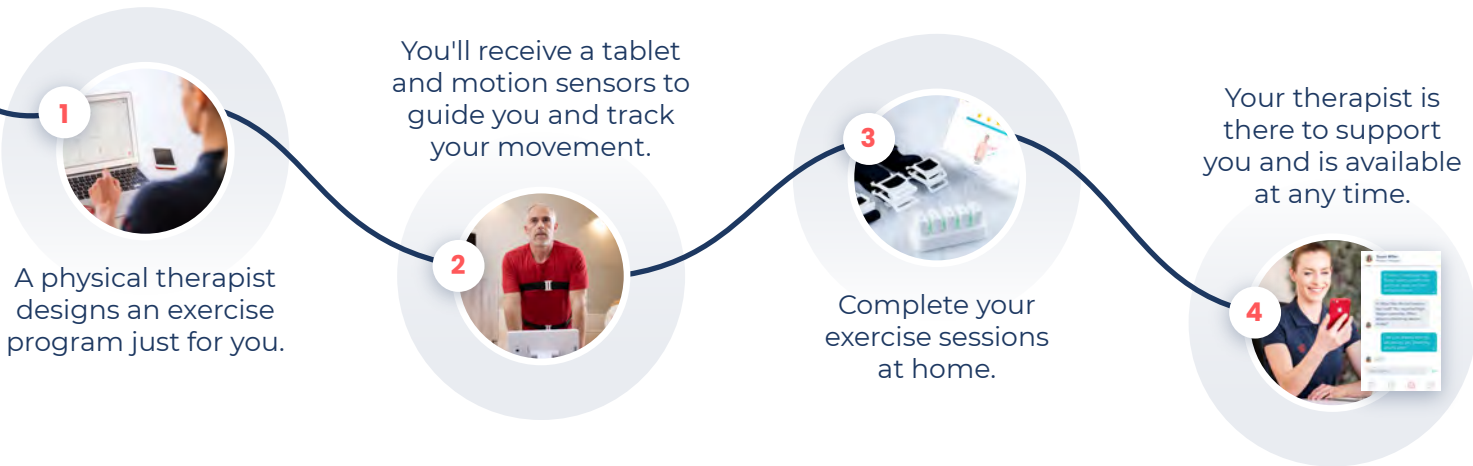 1
A physical therapist
designs an exercise
program just for you.
You'll receive a tablet
and motion sensors to
guide you and track
your movement.
2
3
Complete your
exercise sessions
at home.
Your therapist is
there to support
you and is available
at any time.
4